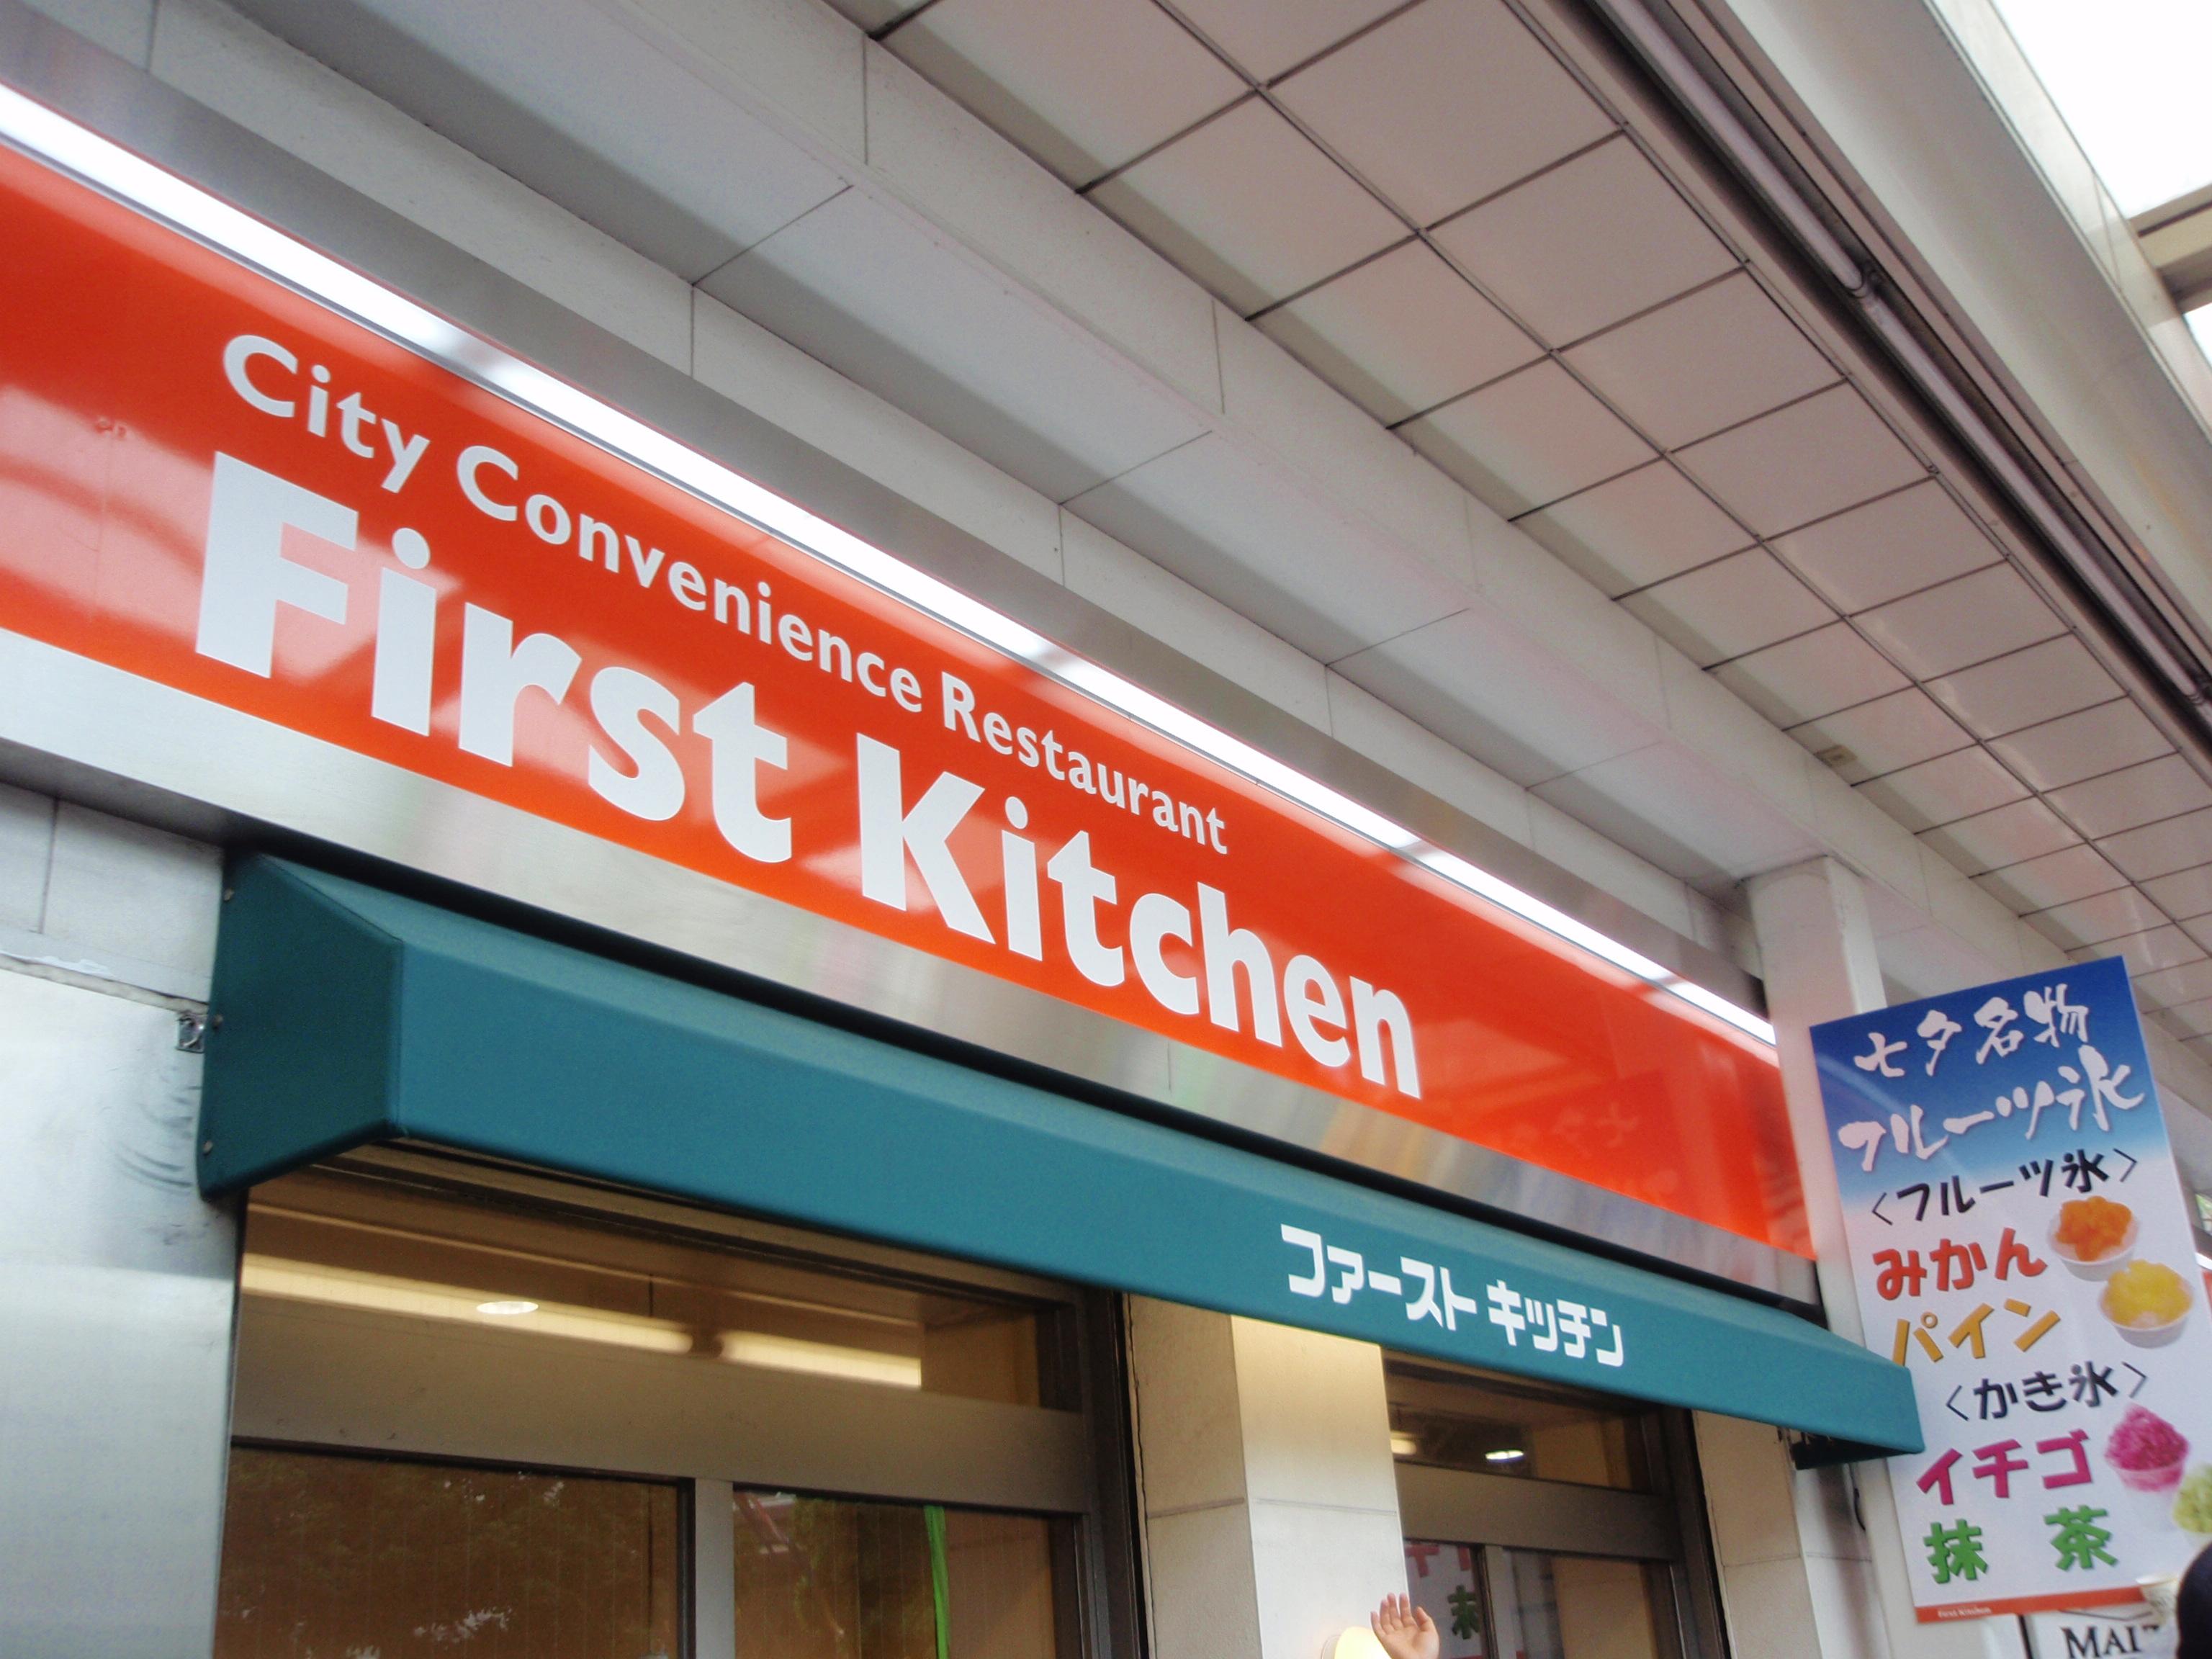 City Convenience Restaurant
First Kitchen
ファースト キッチン
七夕名物
フルーツ氷
<フルーツ氷>
みかん
パイン
<かき氷>
イチゴ
抹 茶
First Kitchen